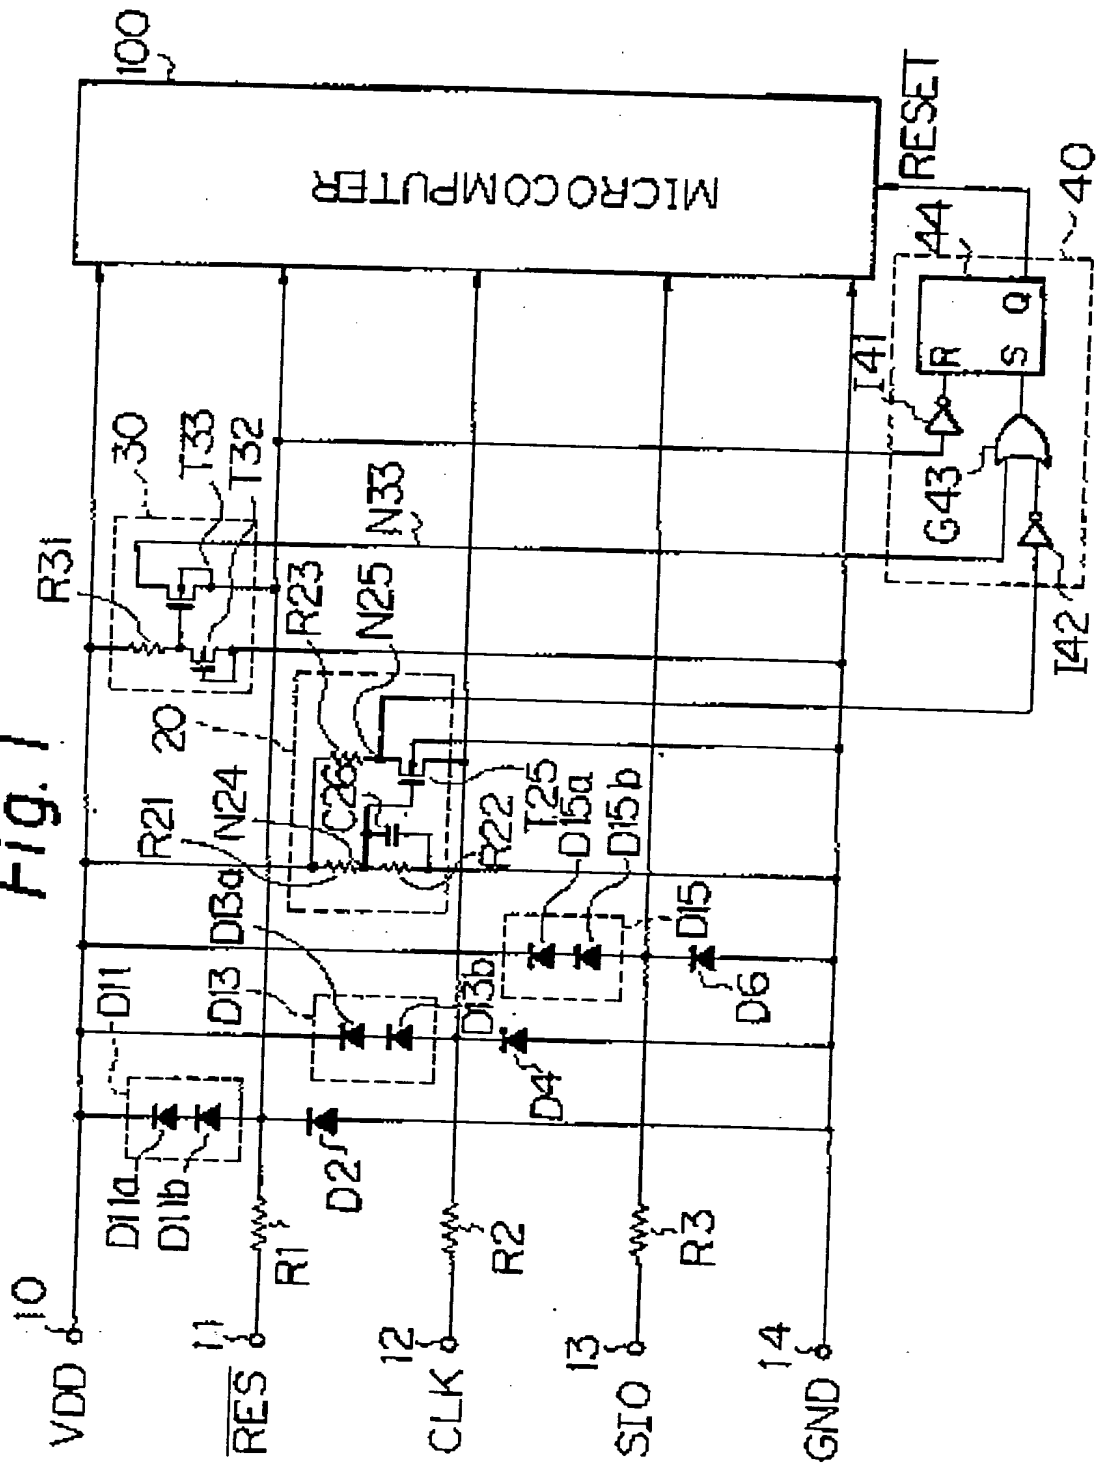 Fig. 1
VDD
10
RES
11
CLK
12
SIO
13
GND
14
R1
R2
R3
D11
D11a
D11b
D2
D13
D13a
D13b
D4
D15
D15a
D15b
D6
20
R21
N24
C26
R22
R23
N25
T25
30
R31
T33
T32
N33
40
I41
I42
G43
44
R
S
Q
RESET
MICROCOMPUTER
100